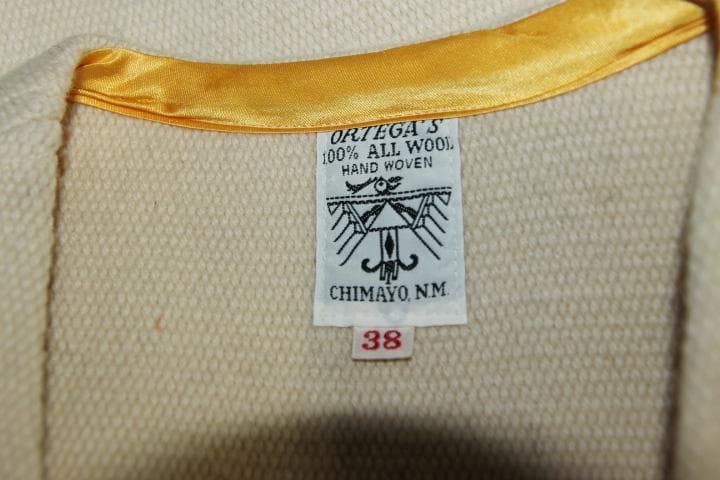 ORTEGA'S
100% ALL WOOL
HAND WOVEN
CHIMAYO, N.M.
38